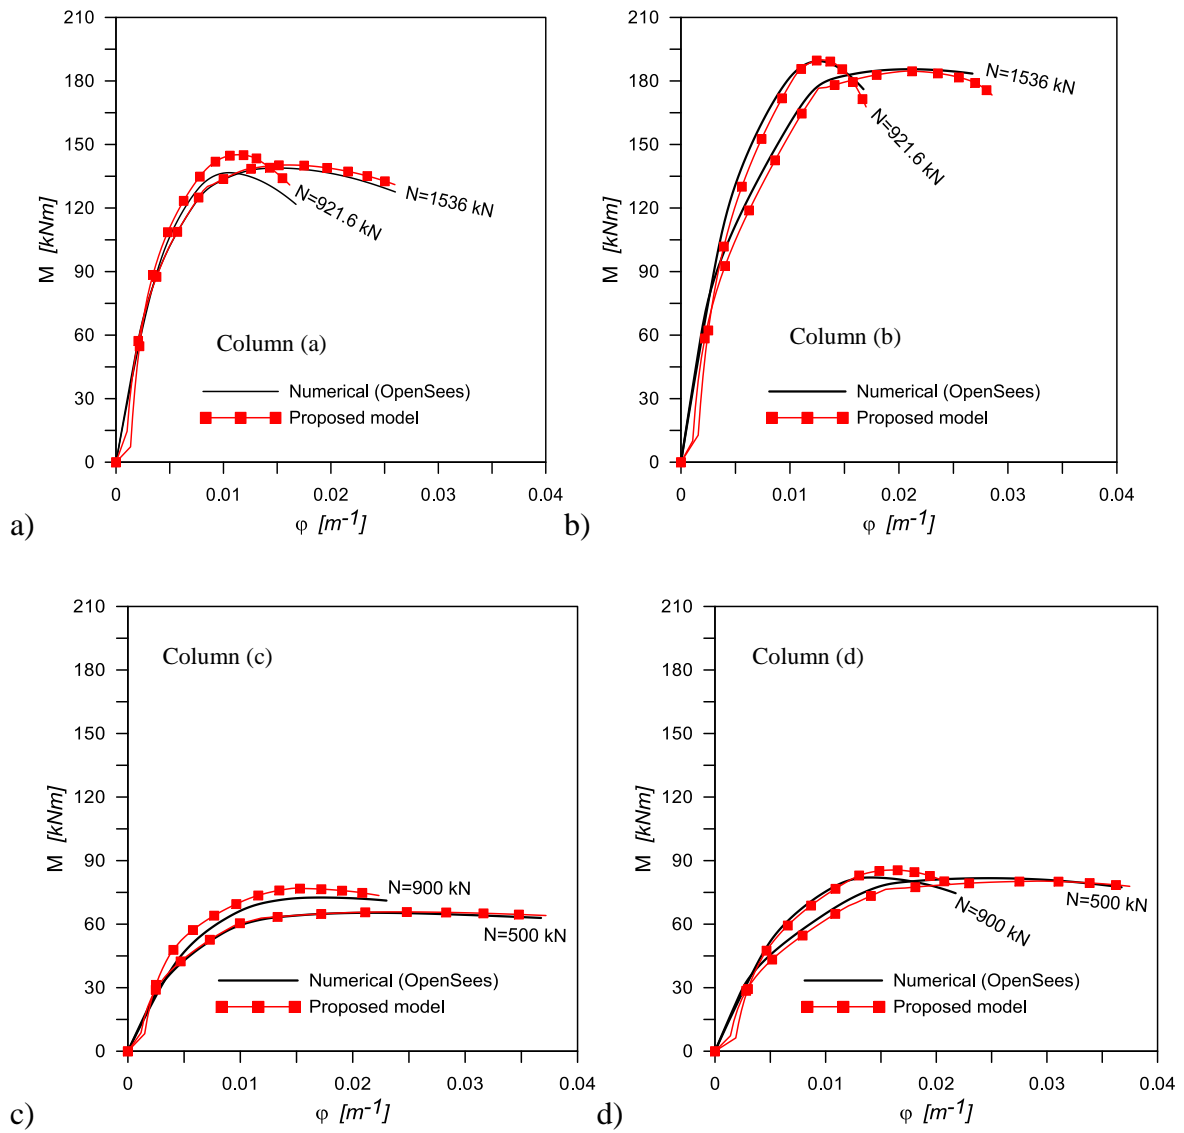 210
180
150
120
90
60
30
0
M [kNm]
N=921.6 kN
N=1536 kN
Column (a)
Numerical (OpenSees)
Proposed model
0 0.01 0.02 0.03 0.04
φ [m-1]
a)
210
180
150
120
90
60
30
0
M [kNm]
N=1536 kN
N=921.6 kN
Column (b)
Numerical (OpenSees)
Proposed model
0 0.01 0.02 0.03 0.04
φ [m-1]
b)
210
180
150
120
90
60
30
0
M [kNm]
Column (c)
N=900 kN
N=500 kN
Numerical (OpenSees)
Proposed model
0 0.01 0.02 0.03 0.04
φ [m-1]
c)
210
180
150
120
90
60
30
0
M [kNm]
Column (d)
N=500 kN
N=900 kN
Numerical (OpenSees)
Proposed model
0 0.01 0.02 0.03 0.04
φ [m-1]
d)